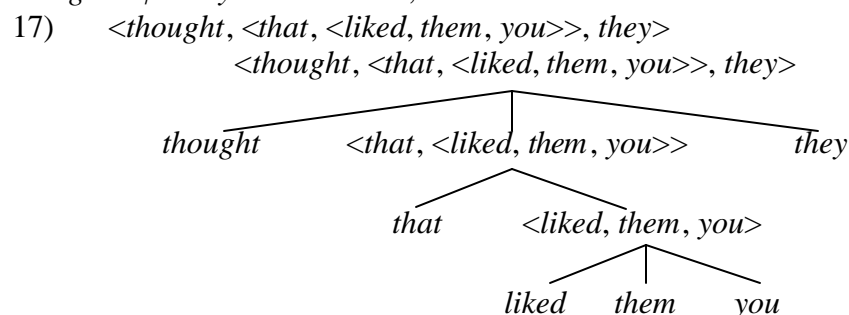 17) <thought, <that, <liked, them, you>>, they>
<thought, <that, <liked, them, you>>, they>
thought <that, <liked, them, you>> they
that <liked, them, you>
liked them you